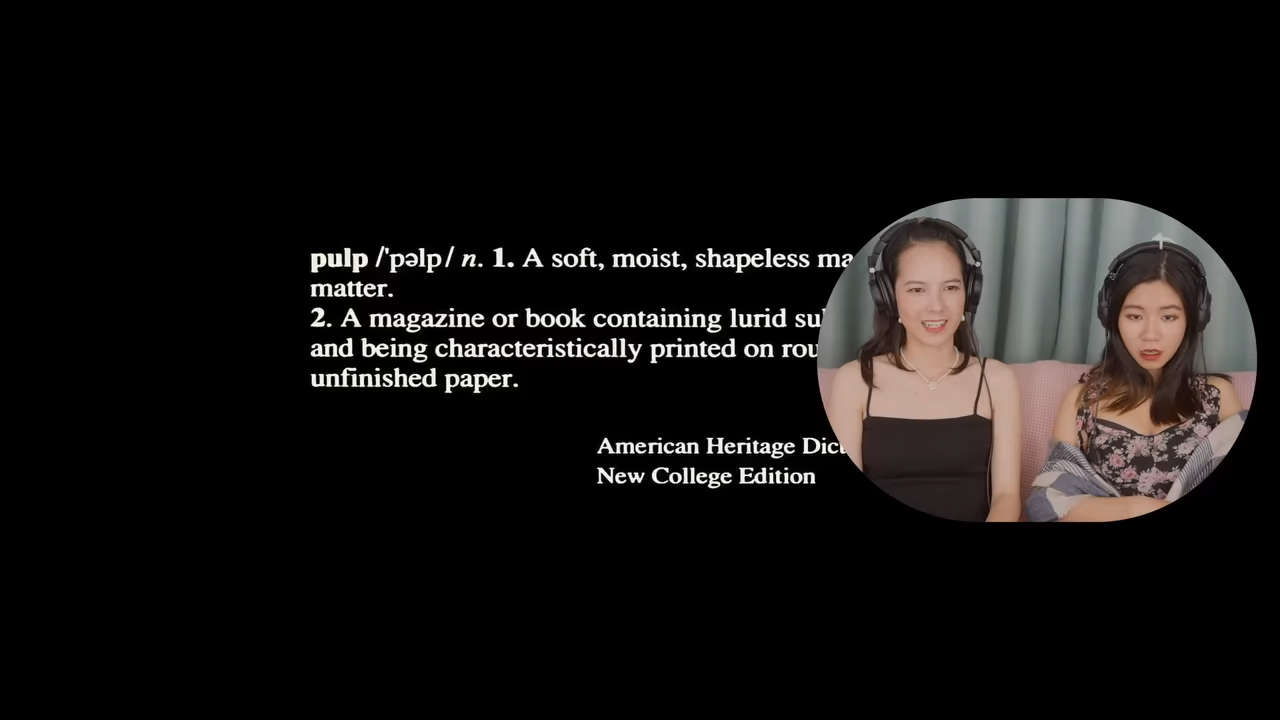 pulp /'pəlp/ n. 1. A soft, moist, shapeless
matter.
2. A magazine or book containing lurid
and being characteristically printed on
unfinished paper.
American Heritage
New College Edition